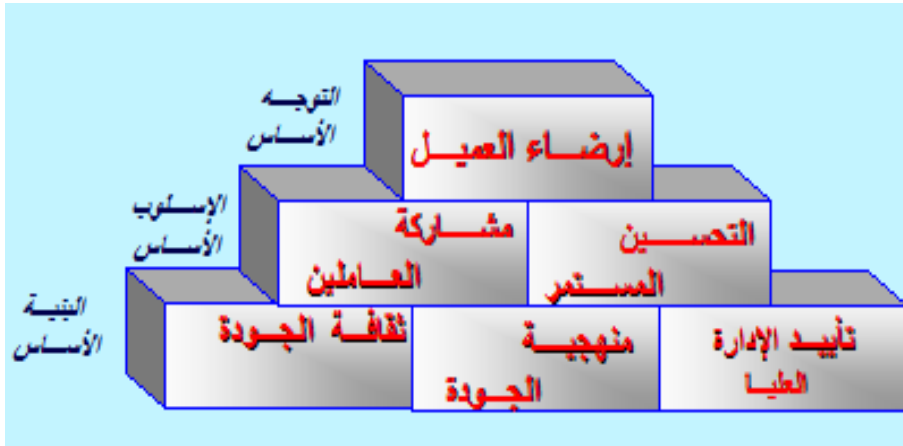 التوجه
الأساس
إرضاء العميل
الإسلوب
الأساس
التحسين
المستمر
مشاركة
العاملين
البنية
الأساس
تأييد الإدارة
العليا
منهجية
الجودة
ثقافة الجودة